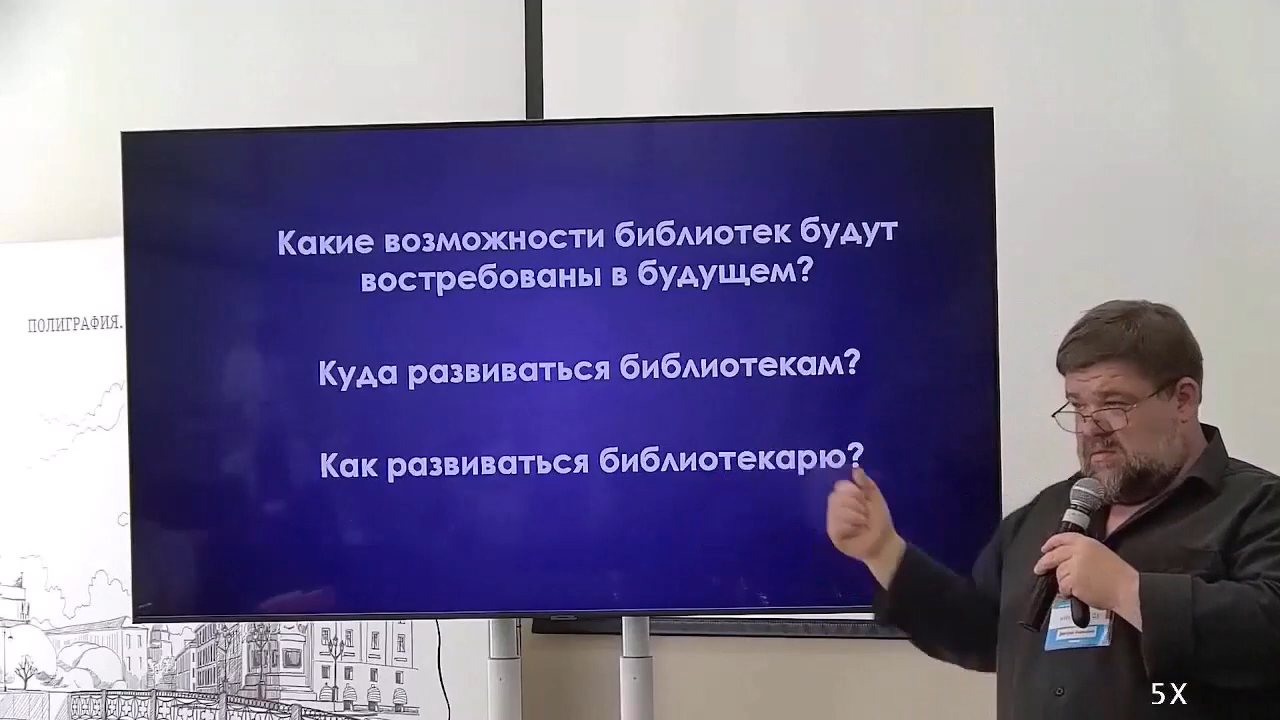 Какие возможности библиотек будут
востребованы в будущем?
Куда развиваться библиотекам?
Как развиваться библиотекарю?
ПОЛИГРАФИЯ.
5X